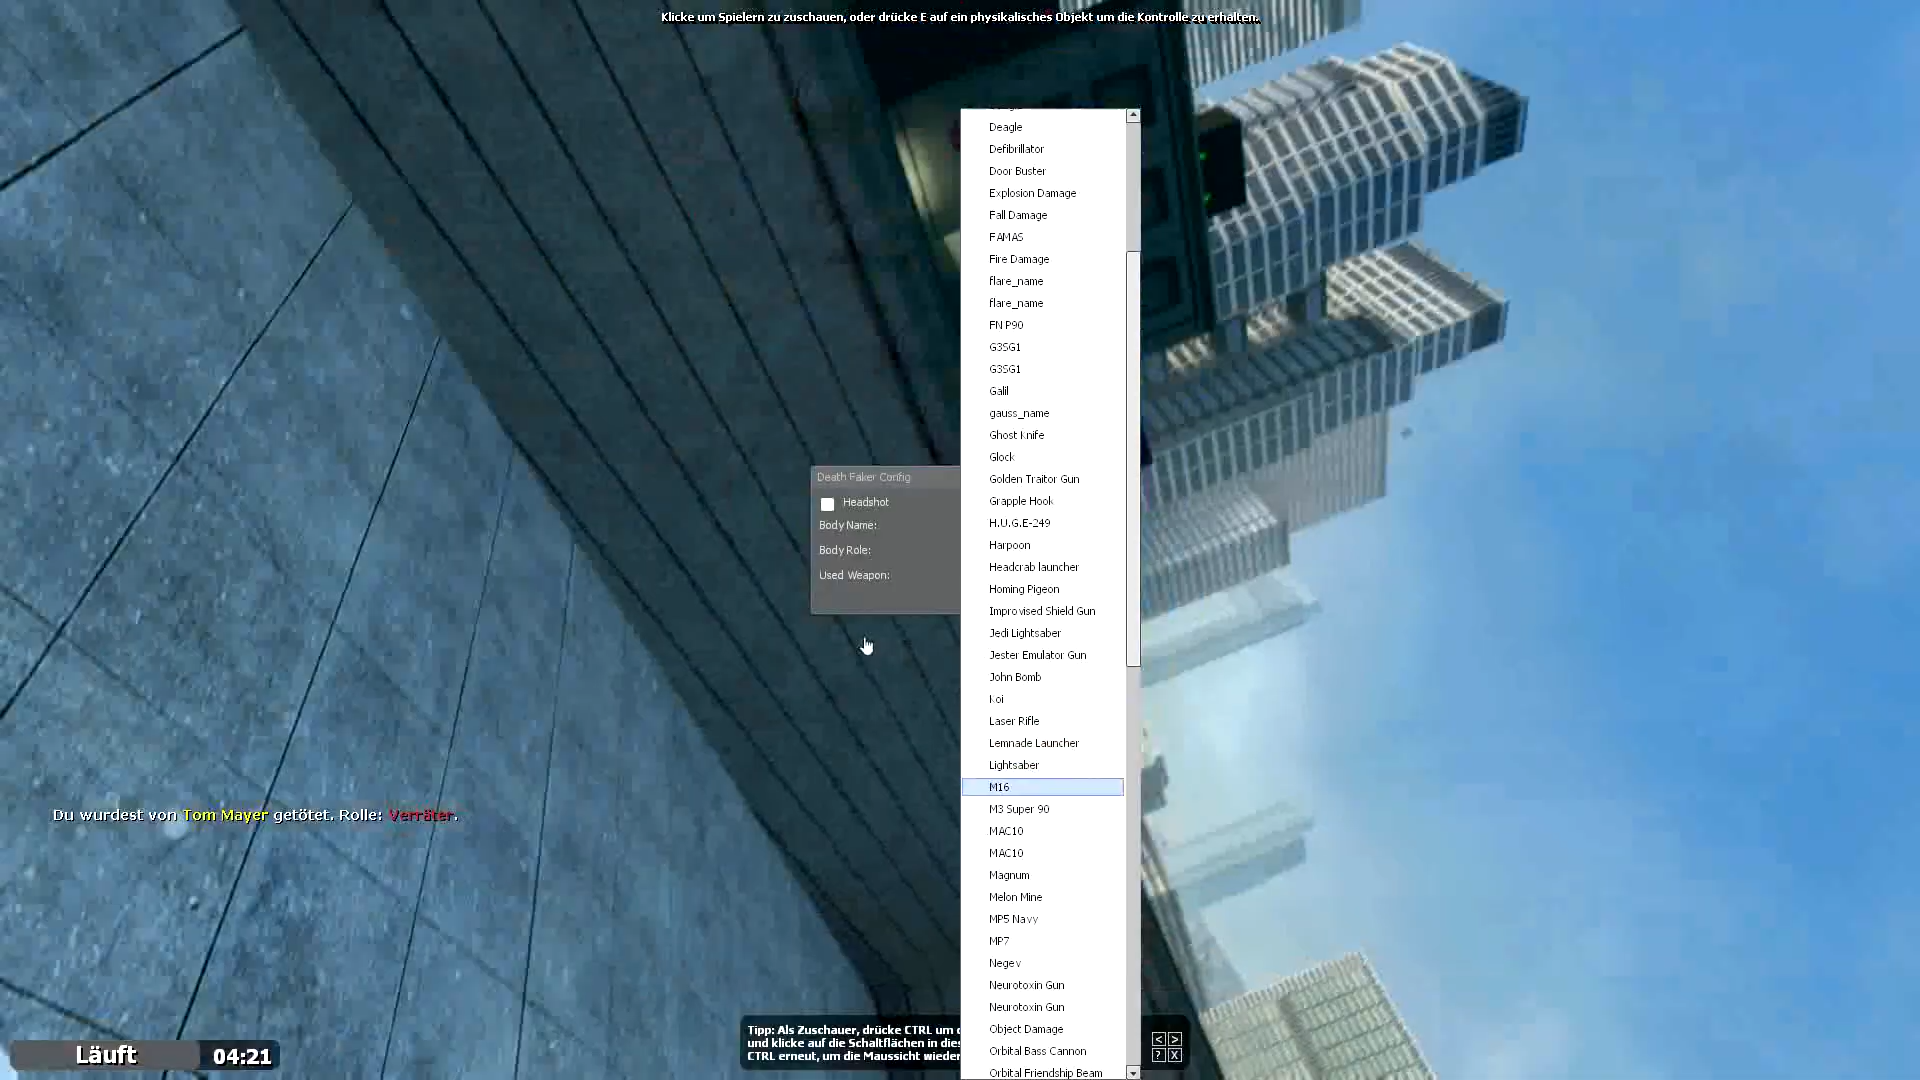 Klicke um Spielern zu zuschauen, oder drücke E auf ein physikalisches Objekt um die Kontrolle zu erhalten.
Deagle
Defibrillator
Door Buster
Explosion Damage
Fall Damage
FAMAS
Fire Damage
flare_name
flare_name
FN P90
G3SG1
G3SG1
Galil
gauss_name
Ghost Knife
Glock
Golden Traitor Gun
Grapple Hook
H.U.G.E-249
Harpoon
Headcrab launcher
Homing Pigeon
Improvised Shield Gun
Jedi Lightsaber
Jester Emulator Gun
John Bomb
Koi
Laser Rifle
Lemnade Launcher
Lightsaber
M16
M3 Super 90
MAC10
MAC10
Magnum
Melon Mine
MP5 Navy
MP7
Negev
Neurotoxin Gun
Neurotoxin Gun
Object Damage
Orbital Bass Cannon
Orbital Friendship Beam
Death Faker Config
Headshot
Body Name:
Body Role:
Used Weapon:
Du wurdest von Tom Mayer getötet. Rolle: Verräter.
Tipp: Als Zuschauer, drücke CTRL um
und klicke auf die Schaltflächen in
CTRL erneut, um die Maussicht
< >
? X
Läuft 04:21